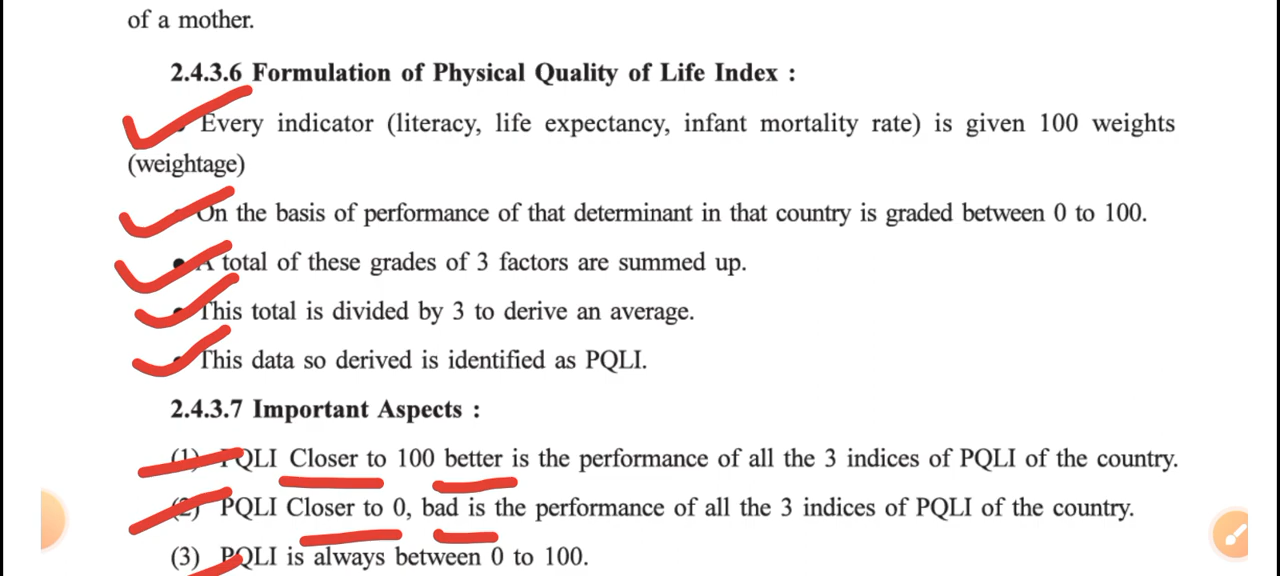 of a mother.
2.4.3.6 Formulation of Physical Quality of Life Index :
Every indicator (literacy, life expectancy, infant mortality rate) is given 100 weights
(weightage)
On the basis of performance of that determinant in that country is graded between 0 to 100.
• A total of these grades of 3 factors are summed up.
• This total is divided by 3 to derive an average.
• This data so derived is identified as PQLI.
2.4.3.7 Important Aspects :
(1) PQLI Closer to 100 better is the performance of all the 3 indices of PQLI of the country.
(2) PQLI Closer to 0, bad is the performance of all the 3 indices of PQLI of the country.
(3) PQLI is always between 0 to 100.